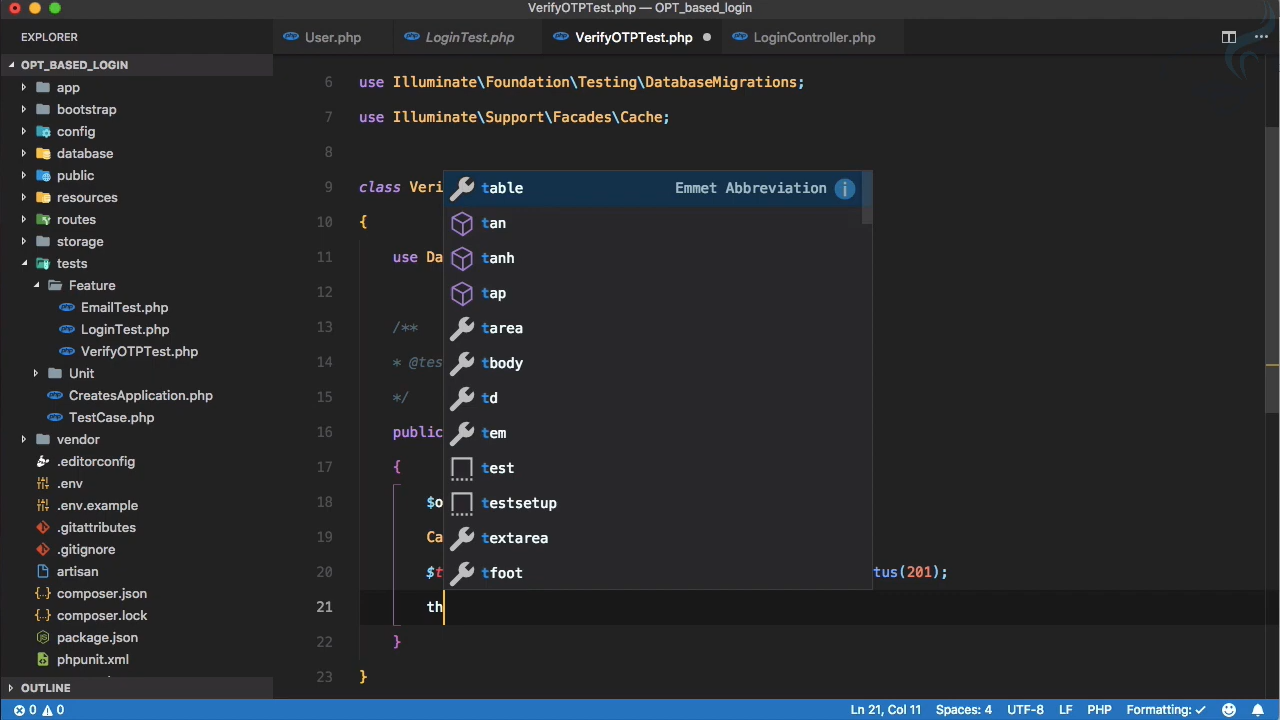 VerifyOTPTest.php — OPT_based_login
EXPLORER
User.php
LoginTest.php
VerifyOTPTest.php
LoginController.php
OPT_BASED_LOGIN
app
bootstrap
config
database
public
resources
routes
storage
tests
Feature
EmailTest.php
LoginTest.php
VerifyOTPTest.php
Unit
CreatesApplication.php
TestCase.php
vendor
.editorconfig
.env
.env.example
.gitattributes
.gitignore
artisan
composer.json
composer.lock
package.json
phpunit.xml
OUTLINE
6 use Illuminate\Foundation\Testing\DatabaseMigrations;
7 use Illuminate\Support\Facades\Cache;
8
9 class Veri
10 {
11 use Da
12
13 /**
14 * @tes
15 */
16 public
17 {
18 $o
19 Ca
20 $t tus(201);
21 th
22 }
23 }
table Emmet Abbreviation
tan
tanh
tap
tarea
tbody
td
tem
test
testsetup
textarea
tfoot
0 0 Ln 21, Col 11 Spaces: 4 UTF-8 LF PHP Formatting: ✓